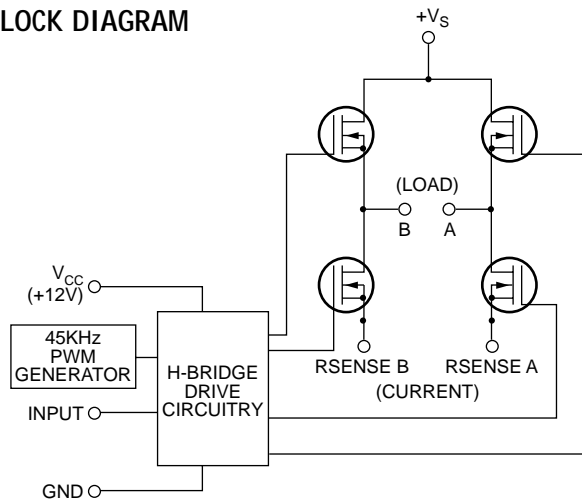 LOCK DIAGRAM
+VS
(LOAD)
B A
VCC
(+12V)
45KHz
PWM
GENERATOR
H-BRIDGE
DRIVE
CIRCUITRY
RSENSE B RSENSE A
(CURRENT)
INPUT
GND